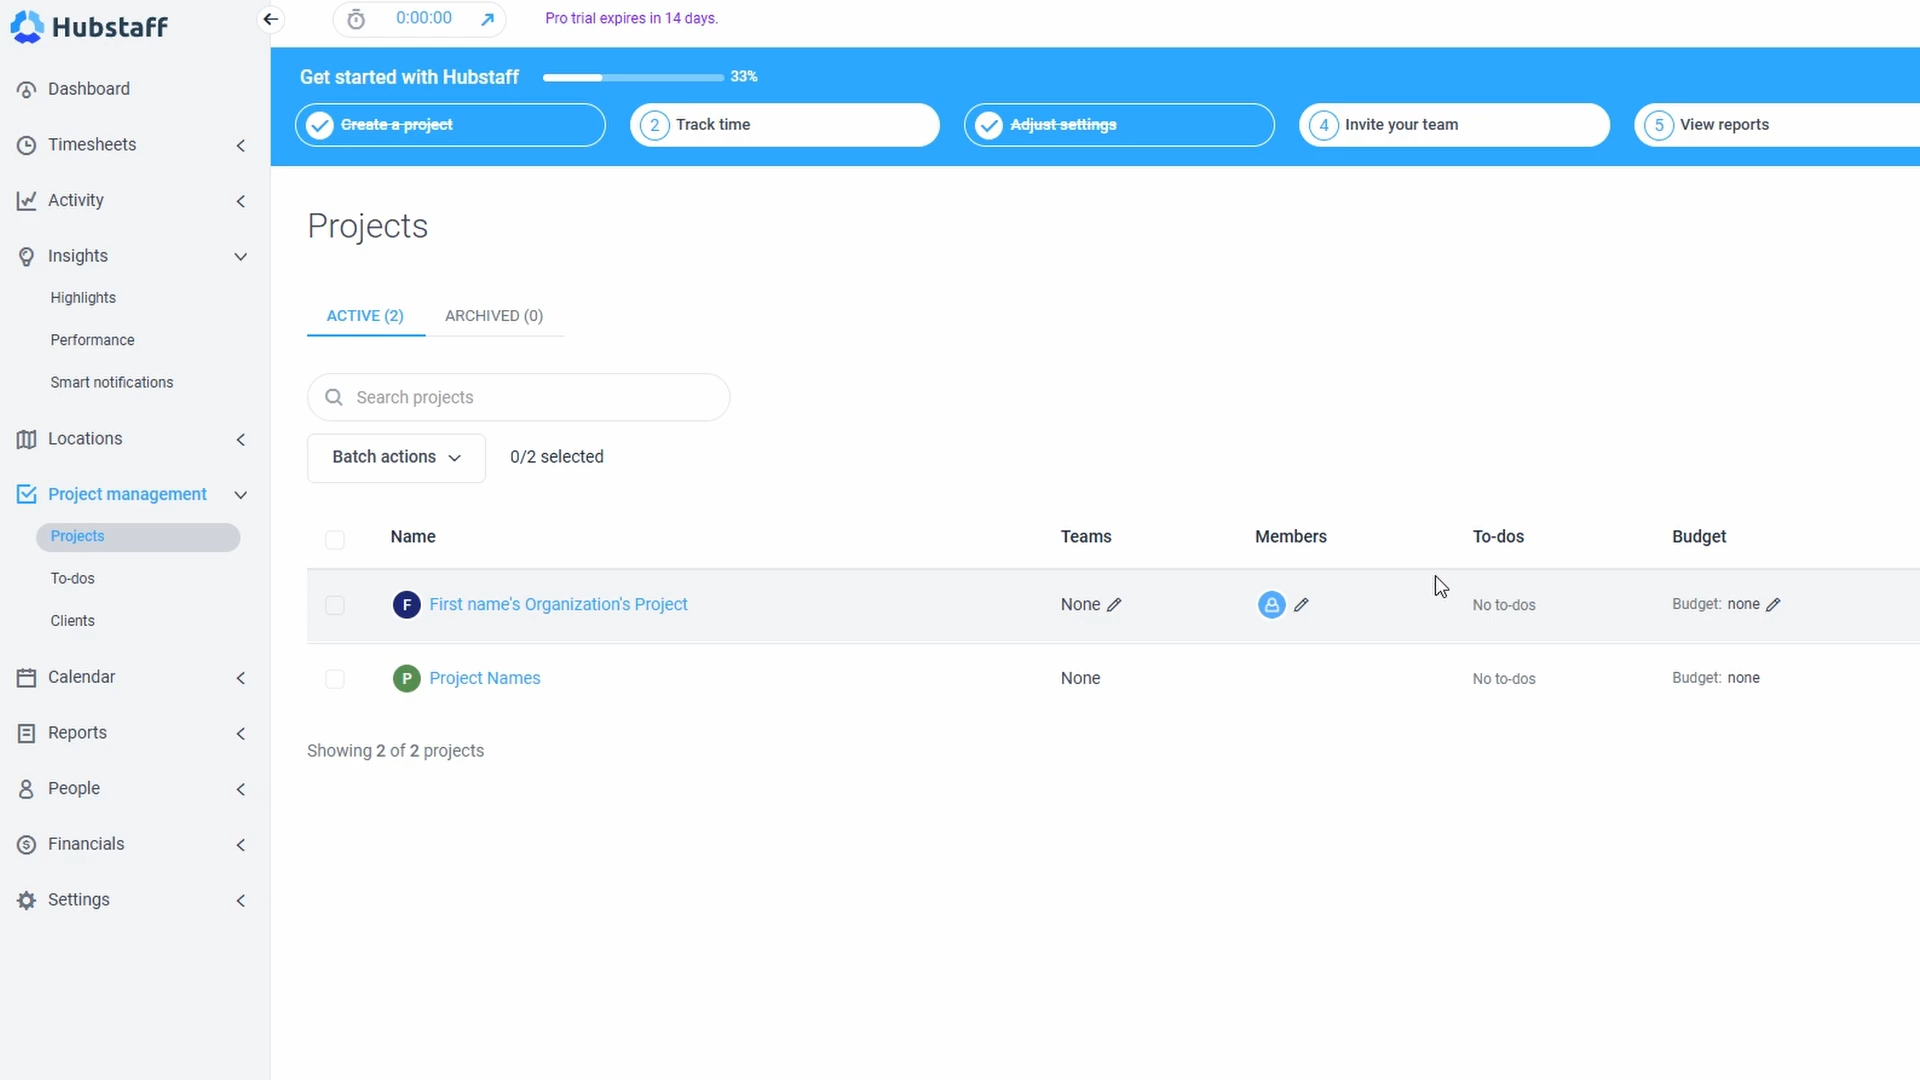 Hubstaff
0:00:00
Pro trial expires in 14 days.
Get started with Hubstaff 33%
Create a project
2 Track time
Adjust settings
4 Invite your team
5 View reports
Dashboard
Timesheets
Activity
Insights
Highlights
Performance
Smart notifications
Locations
Project management
Projects
To-dos
Clients
Calendar
Reports
People
Financials
Settings
Projects
ACTIVE (2) ARCHIVED (0)
Search projects
Batch actions 0/2 selected
Name Teams Members To-dos Budget
F First name's Organization's Project None No to-dos Budget: none
P Project Names None No to-dos Budget: none
Showing 2 of 2 projects